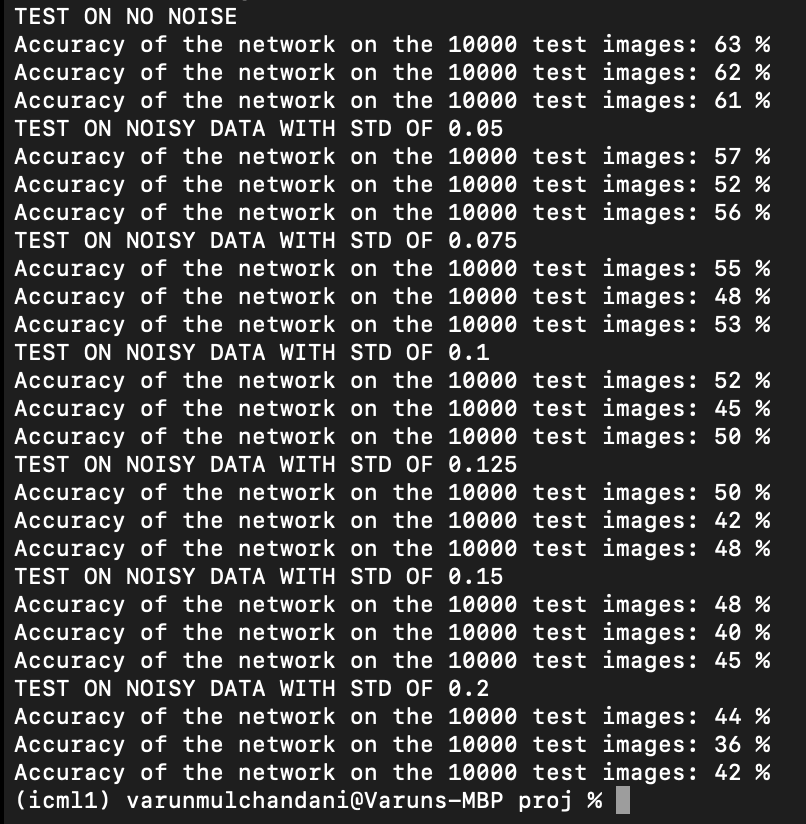 TEST ON NO NOISE
Accuracy of the network on the 10000 test images: 63 %
Accuracy of the network on the 10000 test images: 62 %
Accuracy of the network on the 10000 test images: 61 %
TEST ON NOISY DATA WITH STD OF 0.05
Accuracy of the network on the 10000 test images: 57 %
Accuracy of the network on the 10000 test images: 52 %
Accuracy of the network on the 10000 test images: 56 %
TEST ON NOISY DATA WITH STD OF 0.075
Accuracy of the network on the 10000 test images: 55 %
Accuracy of the network on the 10000 test images: 48 %
Accuracy of the network on the 10000 test images: 53 %
TEST ON NOISY DATA WITH STD OF 0.1
Accuracy of the network on the 10000 test images: 52 %
Accuracy of the network on the 10000 test images: 45 %
Accuracy of the network on the 10000 test images: 50 %
TEST ON NOISY DATA WITH STD OF 0.125
Accuracy of the network on the 10000 test images: 50 %
Accuracy of the network on the 10000 test images: 42 %
Accuracy of the network on the 10000 test images: 48 %
TEST ON NOISY DATA WITH STD OF 0.15
Accuracy of the network on the 10000 test images: 48 %
Accuracy of the network on the 10000 test images: 40 %
Accuracy of the network on the 10000 test images: 45 %
TEST ON NOISY DATA WITH STD OF 0.2
Accuracy of the network on the 10000 test images: 44 %
Accuracy of the network on the 10000 test images: 36 %
Accuracy of the network on the 10000 test images: 42 %
(icml1) varunmulchandani@Varuns-MBP proj %